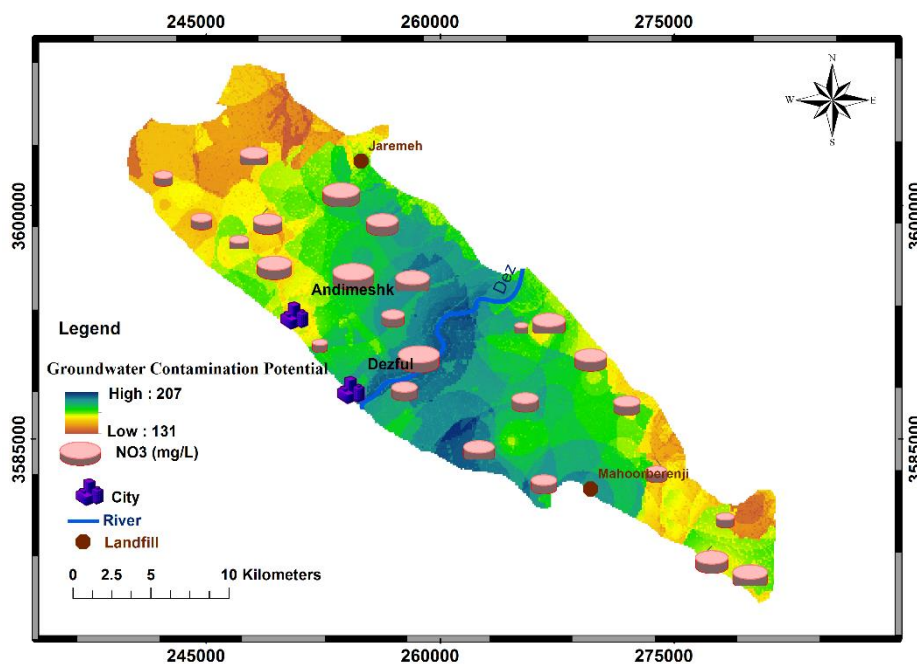 245000 260000 275000
N
W E
S
Jaremeh
3600000 3600000
Dez
Andimeshk
Legend
Dezful
Groundwater Contamination Potential
High : 207
Low : 131
NO3 (mg/L)
3585000 3585000
Mahoorberenji
City
River
Landfill
0 2.5 5 10 Kilometers
245000 260000 275000